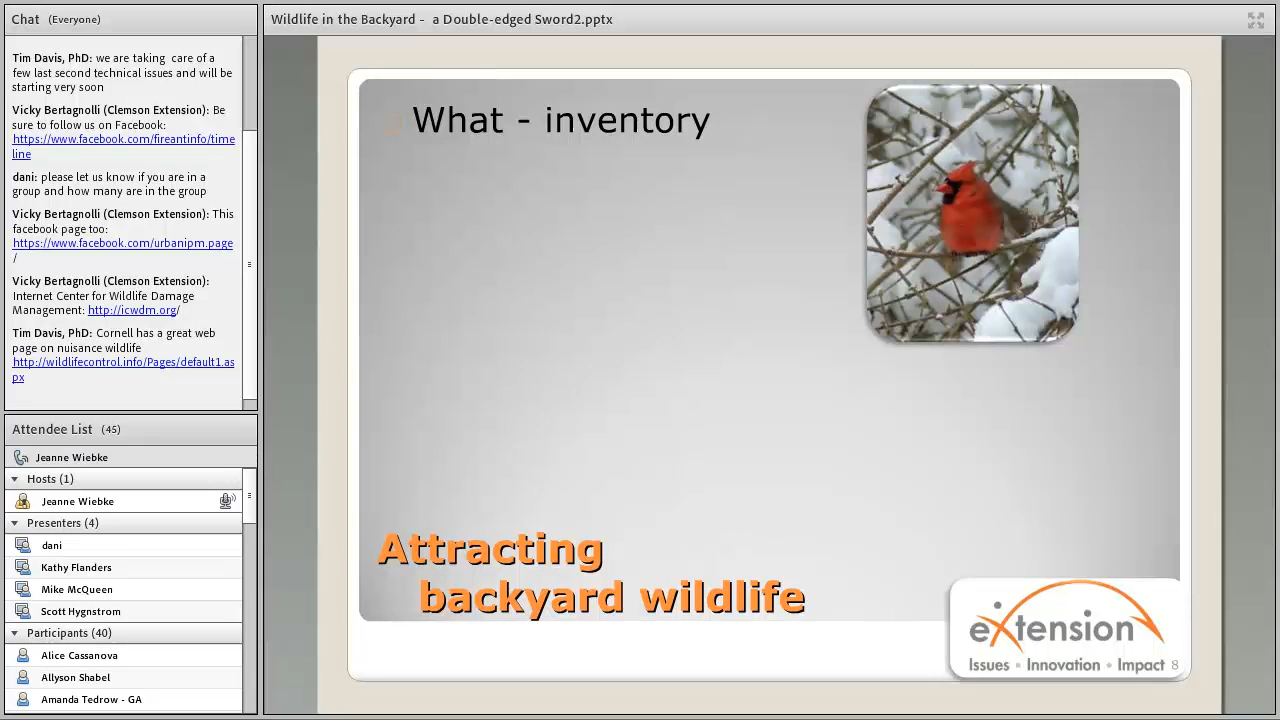 Chat (Everyone)
Tim Davis, PhD: we are taking care of a
few last second technical issues and will be
starting very soon
Vicky Bertagnolli (Clemson Extension): Be
sure to follow us on Facebook:
https://www.facebook.com/fireantinfo/time
line
dani: please let us know if you are in a
group and how many are in the group
Vicky Bertagnolli (Clemson Extension): This
facebook page too:
https://www.facebook.com/urbanipm.page
/
Vicky Bertagnolli (Clemson Extension):
Internet Center for Wildlife Damage
Management: http://icwdm.org/
Tim Davis, PhD: Cornell has a great web
page on nuisance wildlife
http://wildlifecontrol.info/Pages/default1.as
px
Attendee List (45)
Jeanne Wiebke
Hosts (1)
Jeanne Wiebke
Presenters (4)
dani
Kathy Flanders
Mike McQueen
Scott Hygnstrom
Participants (40)
Alice Cassanova
Allyson Shabel
Amanda Tedrow - GA
Wildlife in the Backyard - a Double-edged Sword2.pptx
What - inventory
Attracting
backyard wildlife
eXtension
Issues • Innovation • Impact 8